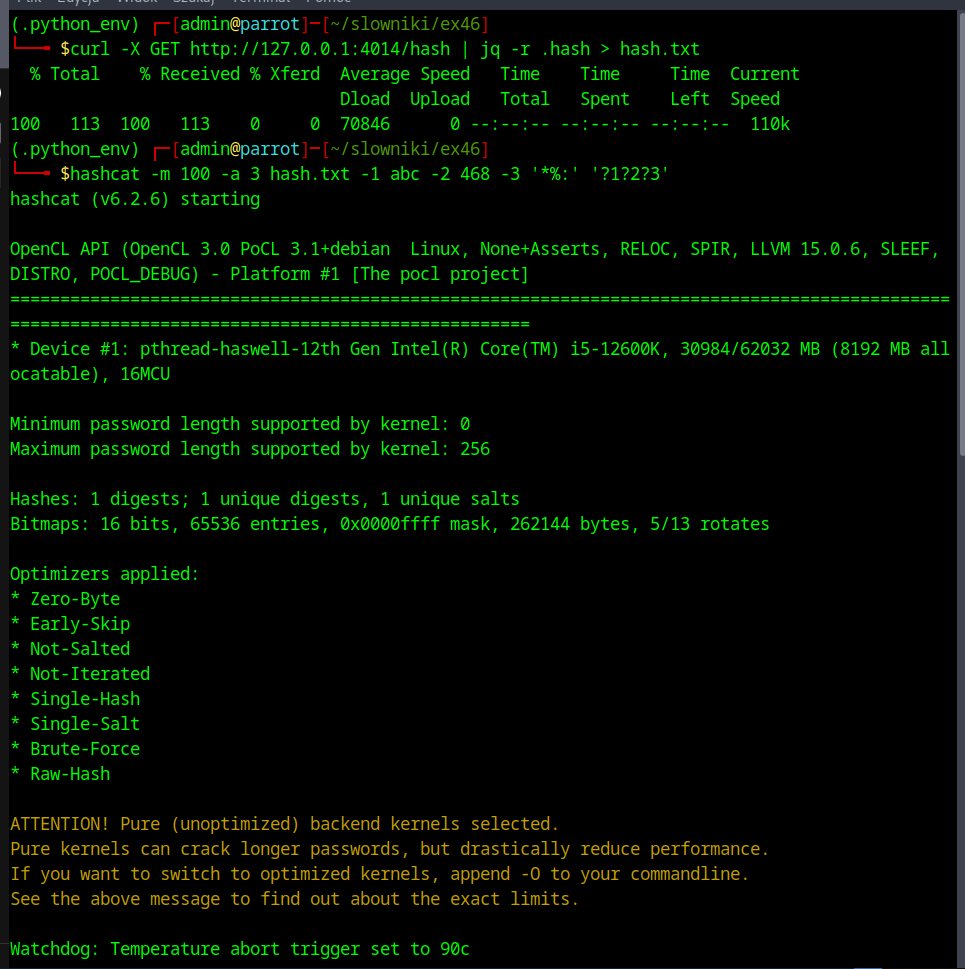 Plik Edycja Widok Szukaj Terminal Pomoc
(.python_env) ┌─[admin@parrot]─[~/slowniki/ex46]
└──╼ $curl -X GET http://127.0.0.1:4014/hash | jq -r .hash > hash.txt
  % Total    % Received % Xferd  Average Speed   Time    Time     Time  Current
                                 Dload  Upload   Total   Spent    Left  Speed
100   113  100   113    0     0  70846      0 --:--:-- --:--:-- --:--:--  110k
(.python_env) ┌─[admin@parrot]─[~/slowniki/ex46]
└──╼ $hashcat -m 100 -a 3 hash.txt -1 abc -2 468 -3 '*%:' '?1?2?3'
hashcat (v6.2.6) starting

OpenCL API (OpenCL 3.0 PoCL 3.1+debian  Linux, None+Asserts, RELOC, SPIR, LLVM 15.0.6, SLEEF,
DISTRO, POCL_DEBUG) - Platform #1 [The pocl project]
==============================================================================================
====================================================
* Device #1: pthread-haswell-12th Gen Intel(R) Core(TM) i5-12600K, 30984/62032 MB (8192 MB all
ocatable), 16MCU

Minimum password length supported by kernel: 0
Maximum password length supported by kernel: 256

Hashes: 1 digests; 1 unique digests, 1 unique salts
Bitmaps: 16 bits, 65536 entries, 0x0000ffff mask, 262144 bytes, 5/13 rotates

Optimizers applied:
* Zero-Byte
* Early-Skip
* Not-Salted
* Not-Iterated
* Single-Hash
* Single-Salt
* Brute-Force
* Raw-Hash

ATTENTION! Pure (unoptimized) backend kernels selected.
Pure kernels can crack longer passwords, but drastically reduce performance.
If you want to switch to optimized kernels, append -O to your commandline.
See the above message to find out about the exact limits.

Watchdog: Temperature abort trigger set to 90c